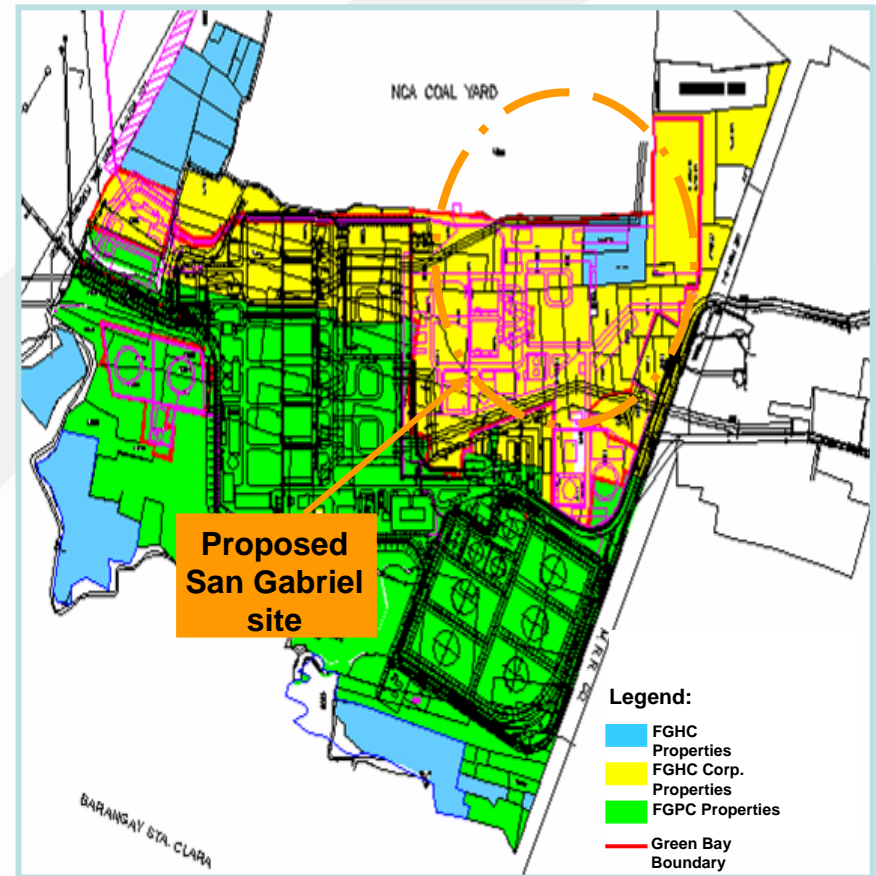 NCA COAL YARD
Proposed
San Gabriel
site
M.R.R. CO.
Legend:
FGHC
Properties
FGHC Corp.
Properties
FGPC Properties
Green Bay
Boundary
BARANGAY STA. CLARA